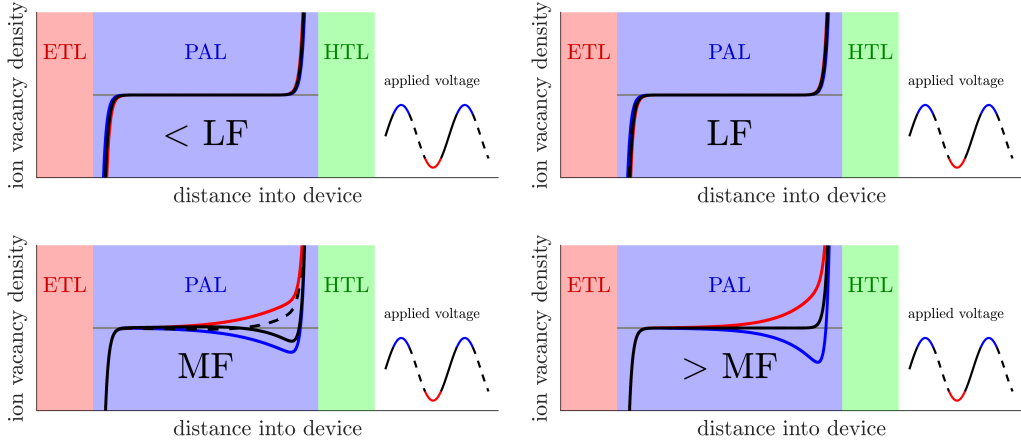 ion vacancy density
ETL
PAL
HTL
< LF
applied voltage
distance into device
ion vacancy density
ETL
PAL
HTL
LF
applied voltage
distance into device
ion vacancy density
ETL
PAL
HTL
MF
applied voltage
distance into device
ion vacancy density
ETL
PAL
HTL
> MF
applied voltage
distance into device